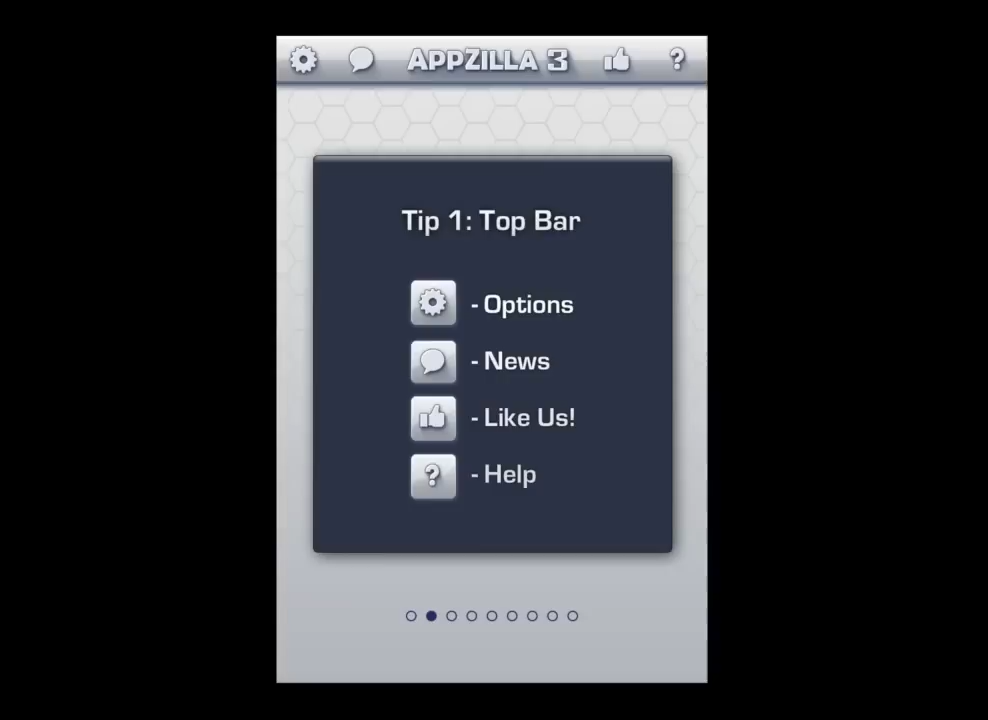 APPZILLA 3
?
Tip 1: Top Bar
- Options
- News
- Like Us!
? - Help